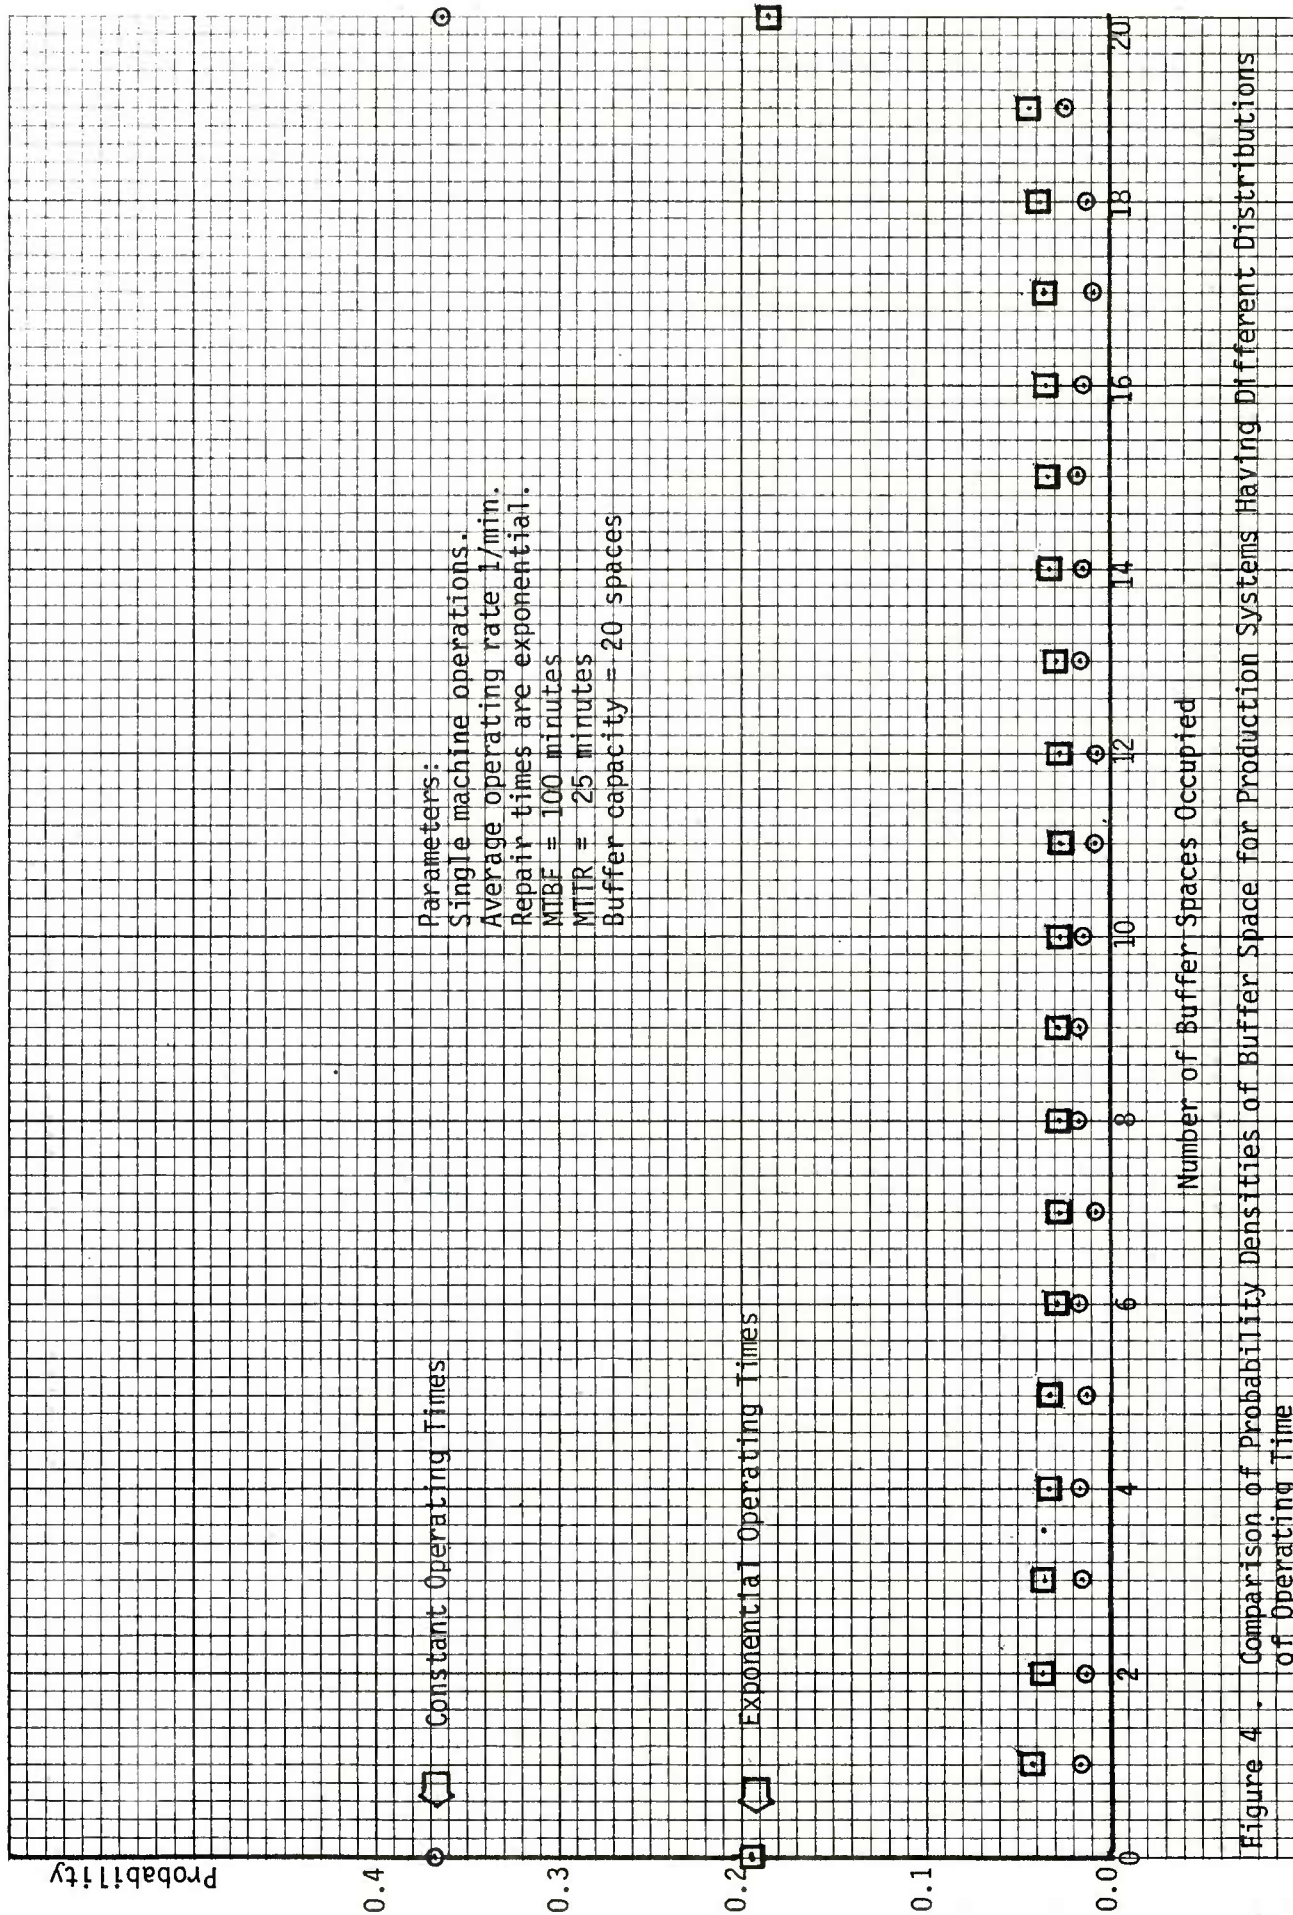 Probability
0.4
0.3
0.2
0.1
0.0
Constant Operating Times
Exponential Operating Times
Parameters:
Single machine operations.
Average operating rate 1/min.
Repair times are exponential.
MTBF = 100 minutes
MTTR = 25 minutes
Buffer capacity = 20 spaces
0 2 4 6 8 10 12 14 16 18 20
Number of Buffer Spaces Occupied
Figure 4 . Comparison of Probability Densities of Buffer Space for Production Systems Having Different Distributions
of Operating Time